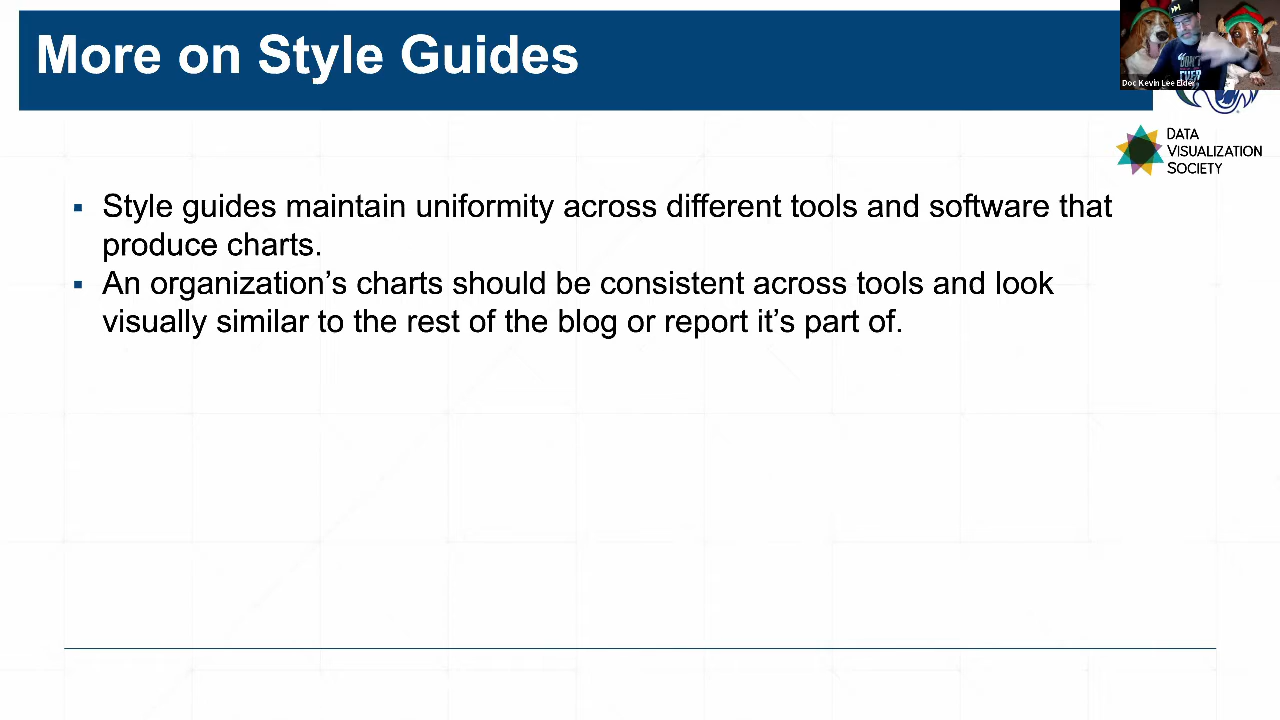 More on Style Guides
Doc Kevin Lee Elder
DATA
VISUALIZATION
SOCIETY
Style guides maintain uniformity across different tools and software that
produce charts.
An organization’s charts should be consistent across tools and look
visually similar to the rest of the blog or report it’s part of.